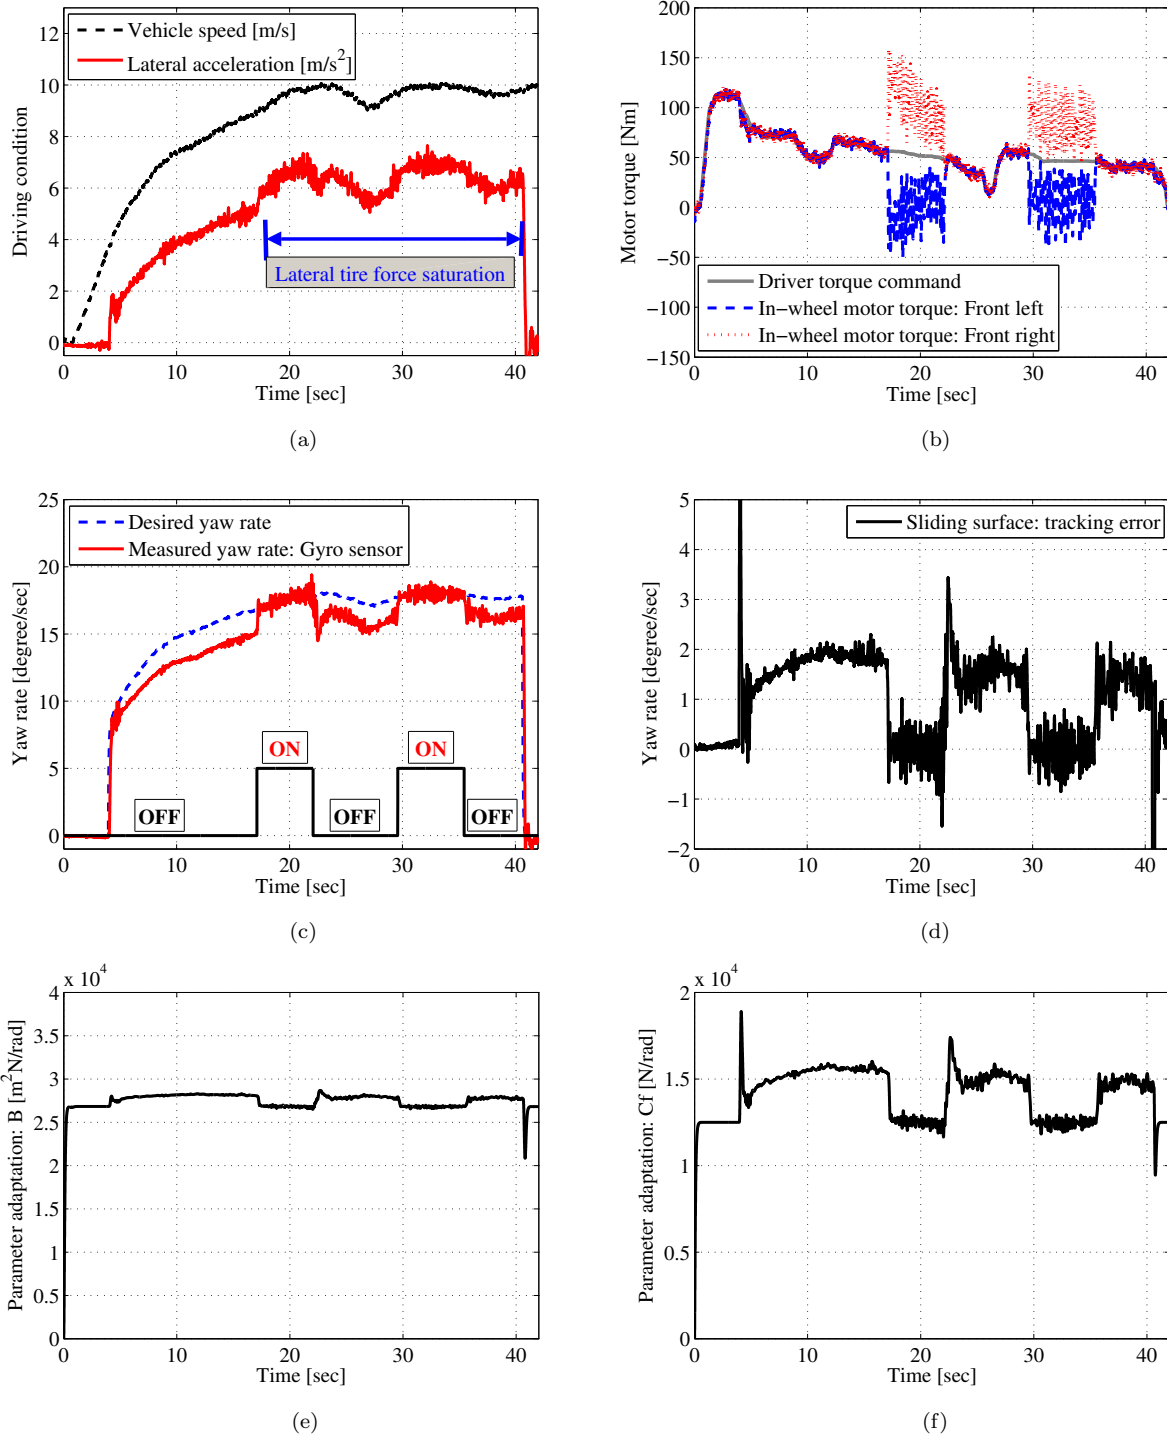 Vehicle speed [m/s]
Lateral acceleration [m/s²]
Lateral tire force saturation
Driving condition
12
10
8
6
4
2
0
0 10 20 30 40
Time [sec]
(a)
Motor torque [Nm]
200
150
100
50
0
−50
−100
−150
Driver torque command
In−wheel motor torque: Front left
In−wheel motor torque: Front right
0 10 20 30 40
Time [sec]
(b)
Yaw rate [degree/sec]
25
20
15
10
5
0
Desired yaw rate
Measured yaw rate: Gyro sensor
ON ON
OFF OFF OFF
0 10 20 30 40
Time [sec]
(c)
Yaw rate [degree/sec]
5
4
3
2
1
0
−1
−2
Sliding surface: tracking error
0 10 20 30 40
Time [sec]
(d)
Parameter adaptation: B [m²N/rad]
x 10⁴
4
3.5
3
2.5
2
1.5
1
0.5
0
0 10 20 30 40
Time [sec]
(e)
Parameter adaptation: Cf [N/rad]
x 10⁴
2
1.5
1
0.5
0
0 10 20 30 40
Time [sec]
(f)